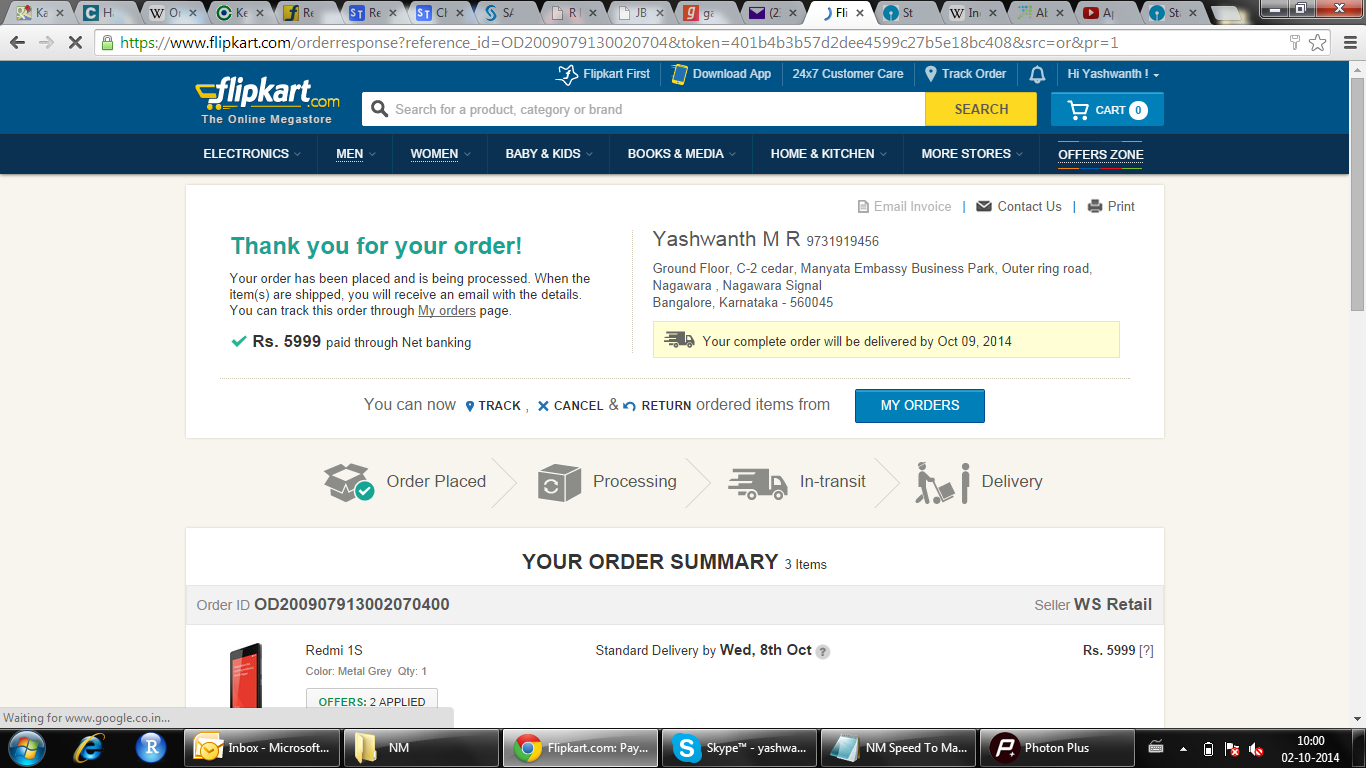 Ka
Or
Ha
Ke
Re
Re
Ch
SA
R I
JB
ga
(2
Fli
St
In
Al
Ap
Sta
https://www.flipkart.com/orderresponse?reference_id=OD2009079130020704&token=401b4b3b57d2dee4599c27b5e18bc408&src=or&pr=1
Flipkart First
Download App
24x7 Customer Care
Track Order
Hi Yashwanth !
flipkart.com
The Online Megastore
Search for a product, category or brand
SEARCH
CART 0
ELECTRONICS
MEN
WOMEN
BABY & KIDS
BOOKS & MEDIA
HOME & KITCHEN
MORE STORES
OFFERS ZONE
Email Invoice | Contact Us | Print
Thank you for your order!
Your order has been placed and is being processed. When the
item(s) are shipped, you will receive an email with the details.
You can track this order through My orders page.
Rs. 5999 paid through Net banking
Yashwanth M R 9731919456
Ground Floor, C-2 cedar, Manyata Embassy Business Park, Outer ring road,
Nagawara , Nagawara Signal
Bangalore, Karnataka - 560045
Your complete order will be delivered by Oct 09, 2014
You can now TRACK , CANCEL & RETURN ordered items from
MY ORDERS
Order Placed
Processing
In-transit
Delivery
YOUR ORDER SUMMARY 3 Items
Order ID OD200907913002070400
Seller WS Retail
Redmi 1S
Color: Metal Grey Qty: 1
OFFERS: 2 APPLIED
Standard Delivery by Wed, 8th Oct ?
Rs. 5999 [?]
Waiting for www.google.co.in...
Inbox - Microsoft...
NM
Flipkart.com: Pay...
Skype™ - yashwa...
NM Speed To Ma...
Photon Plus
10:00
02-10-2014